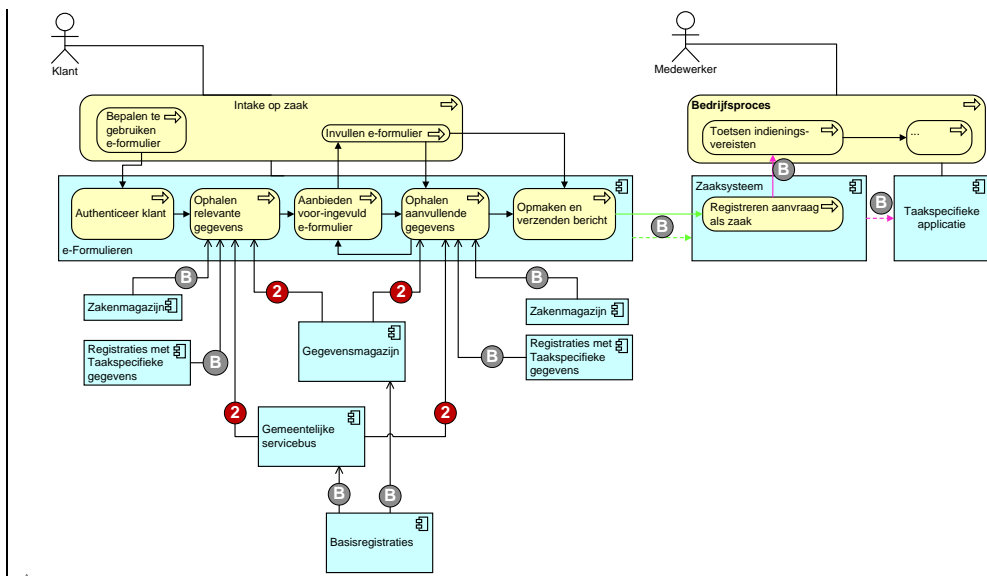 Klant
Medewerker
Intake op zaak
Bepalen te
gebruiken
e-formulier
Invullen e-formulier
Bedrijfsproces
Toetsen indienings-
vereisten
...
B
Authenticeer klant
Ophalen
relevante
gegevens
Aanbieden
voor-ingevuld
e-formulier
Ophalen
aanvullende
gegevens
Opmaken en
verzenden bericht
e-Formulieren
B
Zaaksysteem
Registreren aanvraag
als zaak
B
Taakspecifieke
applicatie
B
2
2
B
Zakenmagazijn
Zakenmagazijn
Registraties met
Taakspecifieke
gegevens
B
Gegevensmagazijn
B
Registraties met
Taakspecifieke
gegevens
2
2
Gemeentelijke
servicebus
B
B
Basisregistraties